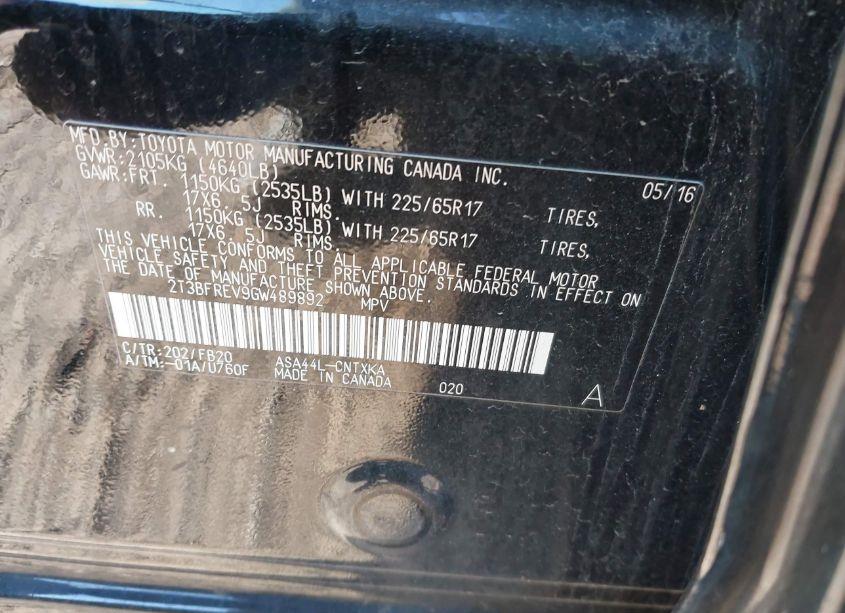 MFD.BY:TOYOTA MOTOR MANUFACTURING CANADA INC.
GVWR:2105KG (4640LB) 05/16
GAWR:FRT. 1150KG (2535LB) WITH 225/65R17 TIRES,
17X6. 5J RIMS.
RR. 1150KG (2535LB) WITH 225/65R17 TIRES,
17X6. 5J RIMS.
THIS VEHICLE CONFORMS TO ALL APPLICABLE FEDERAL MOTOR
VEHICLE SAFETY AND THEFT PREVENTION STANDARDS IN EFFECT ON
THE DATE OF MANUFACTURE SHOWN ABOVE.
2T3BFREV9GW489892 MPV
C/TR:202/FB20 ASA44L-CNTXKA
A/TM:-01A/U760F MADE IN CANADA 020 A